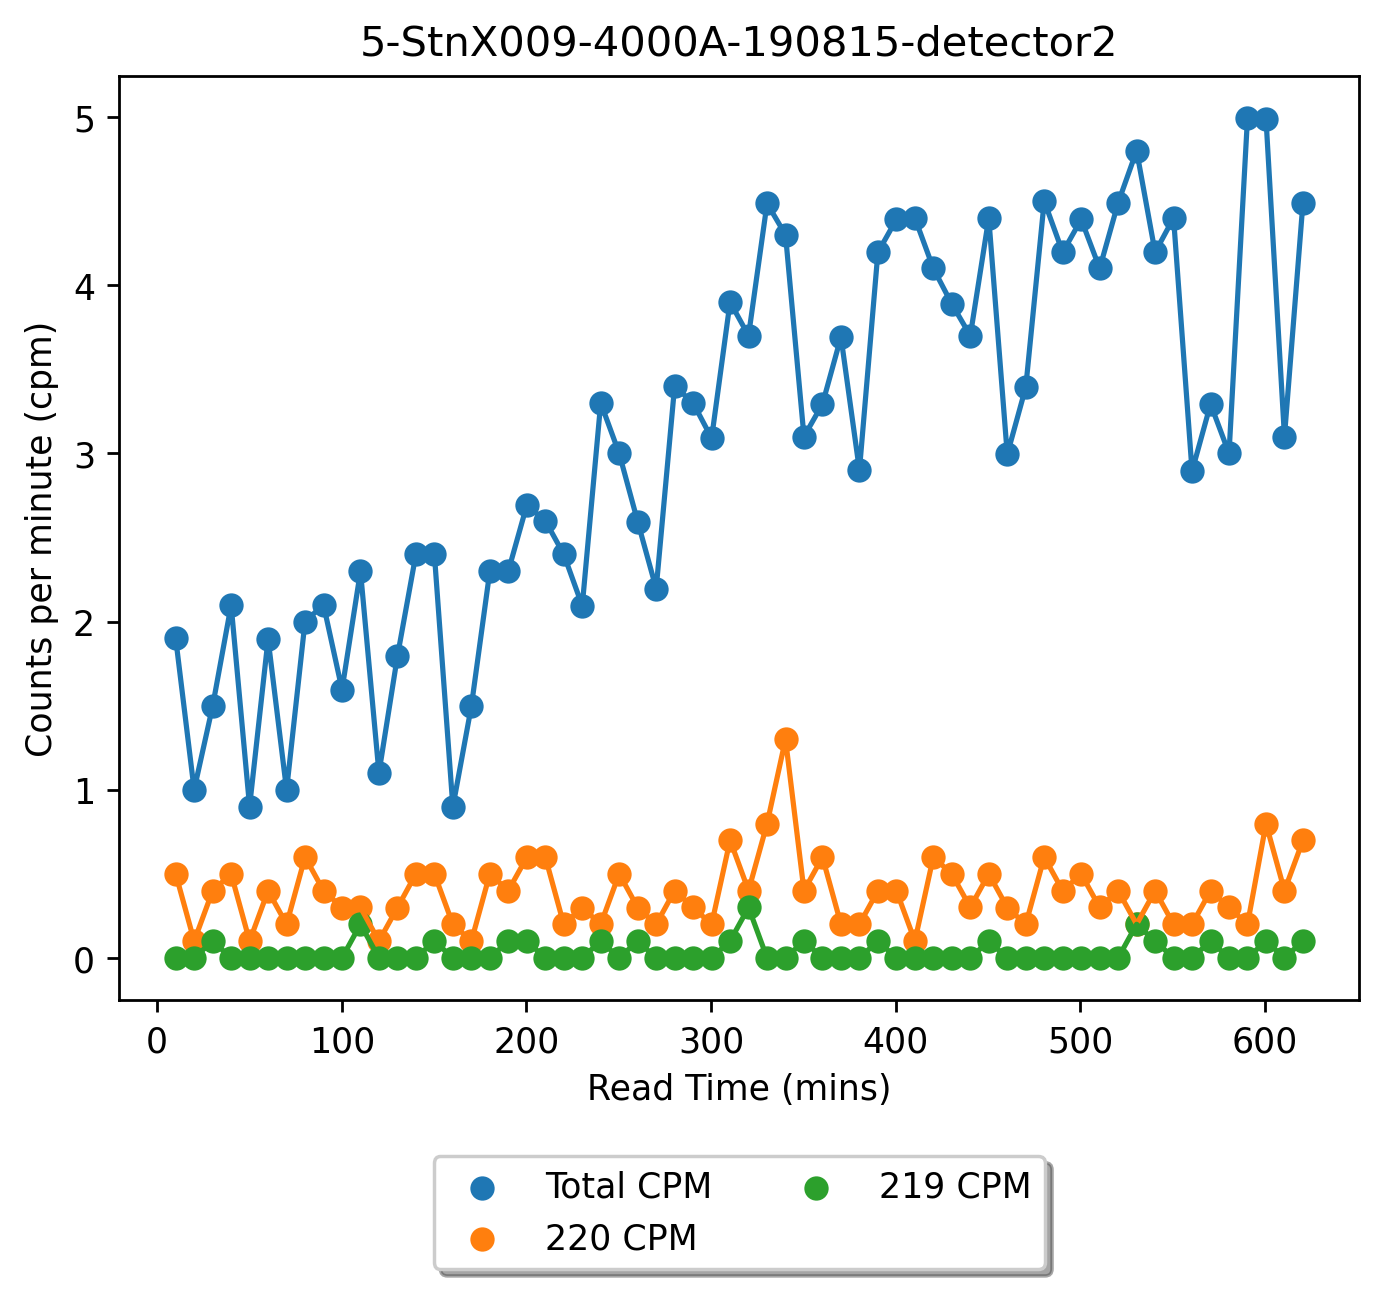 5-StnX009-4000A-190815-detector2
5
4
3
2
1
0
Counts per minute (cpm)
0 100 200 300 400 500 600
Read Time (mins)
Total CPM 219 CPM
220 CPM